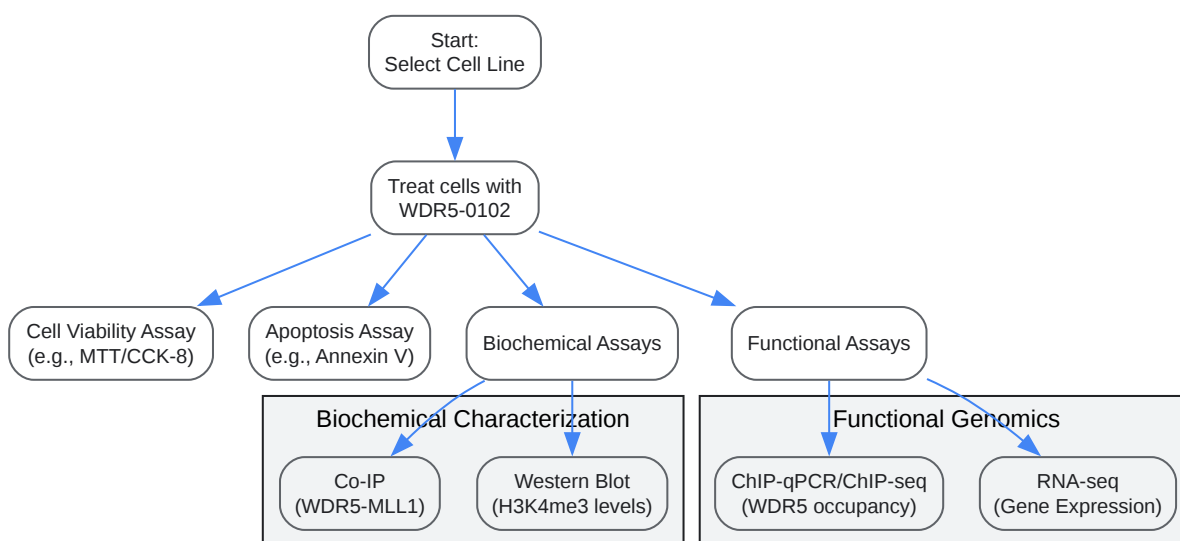 Start:
Select Cell Line
Treat cells with
WDR5-0102
Cell Viability Assay
(e.g., MTT/CCK-8)
Apoptosis Assay
(e.g., Annexin V)
Biochemical Assays
Functional Assays
Biochemical Characterization
Functional Genomics
Co-IP
(WDR5-MLL1)
Western Blot
(H3K4me3 levels)
ChIP-qPCR/ChIP-seq
(WDR5 occupancy)
RNA-seq
(Gene Expression)